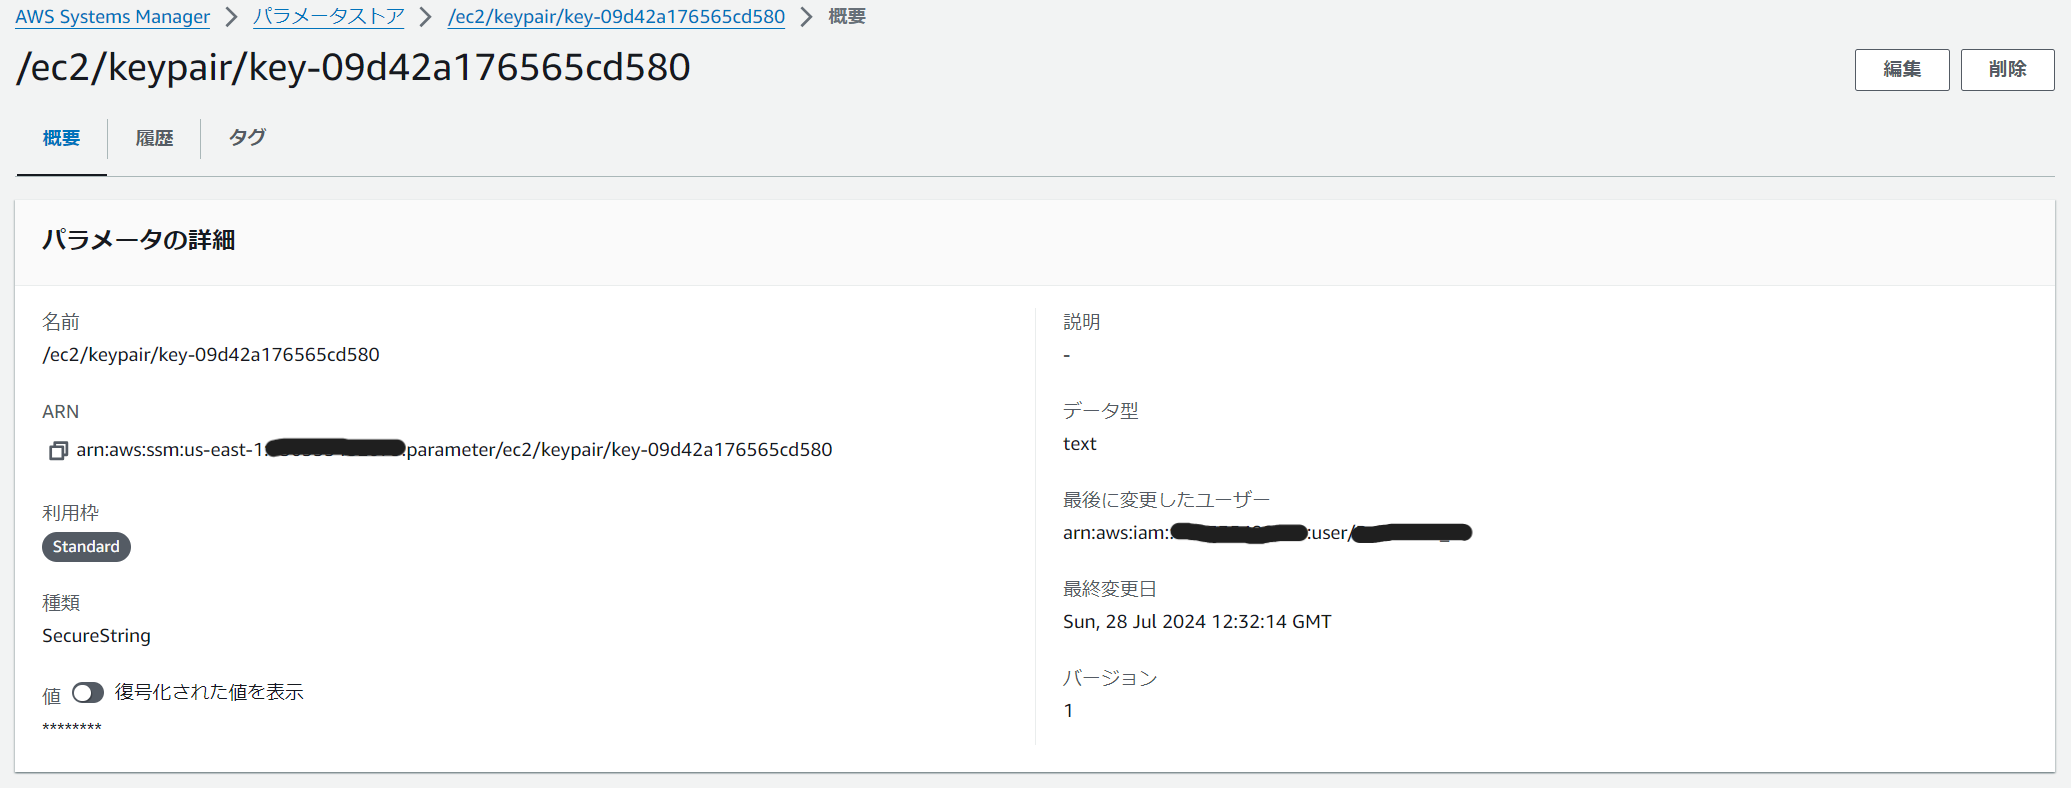 AWS Systems Manager > パラメータストア > /ec2/keypair/key-09d42a176565cd580 > 概要
/ec2/keypair/key-09d42a176565cd580
編集 削除
概要 履歴 タグ
パラメータの詳細
名前
/ec2/keypair/key-09d42a176565cd580
ARN
arn:aws:ssm:us-east-1: :parameter/ec2/keypair/key-09d42a176565cd580
利用枠
Standard
種類
SecureString
値 復号化された値を表示
********
説明
-
データ型
text
最後に変更したユーザー
arn:aws:iam:: :user/
最終変更日
Sun, 28 Jul 2024 12:32:14 GMT
バージョン
1